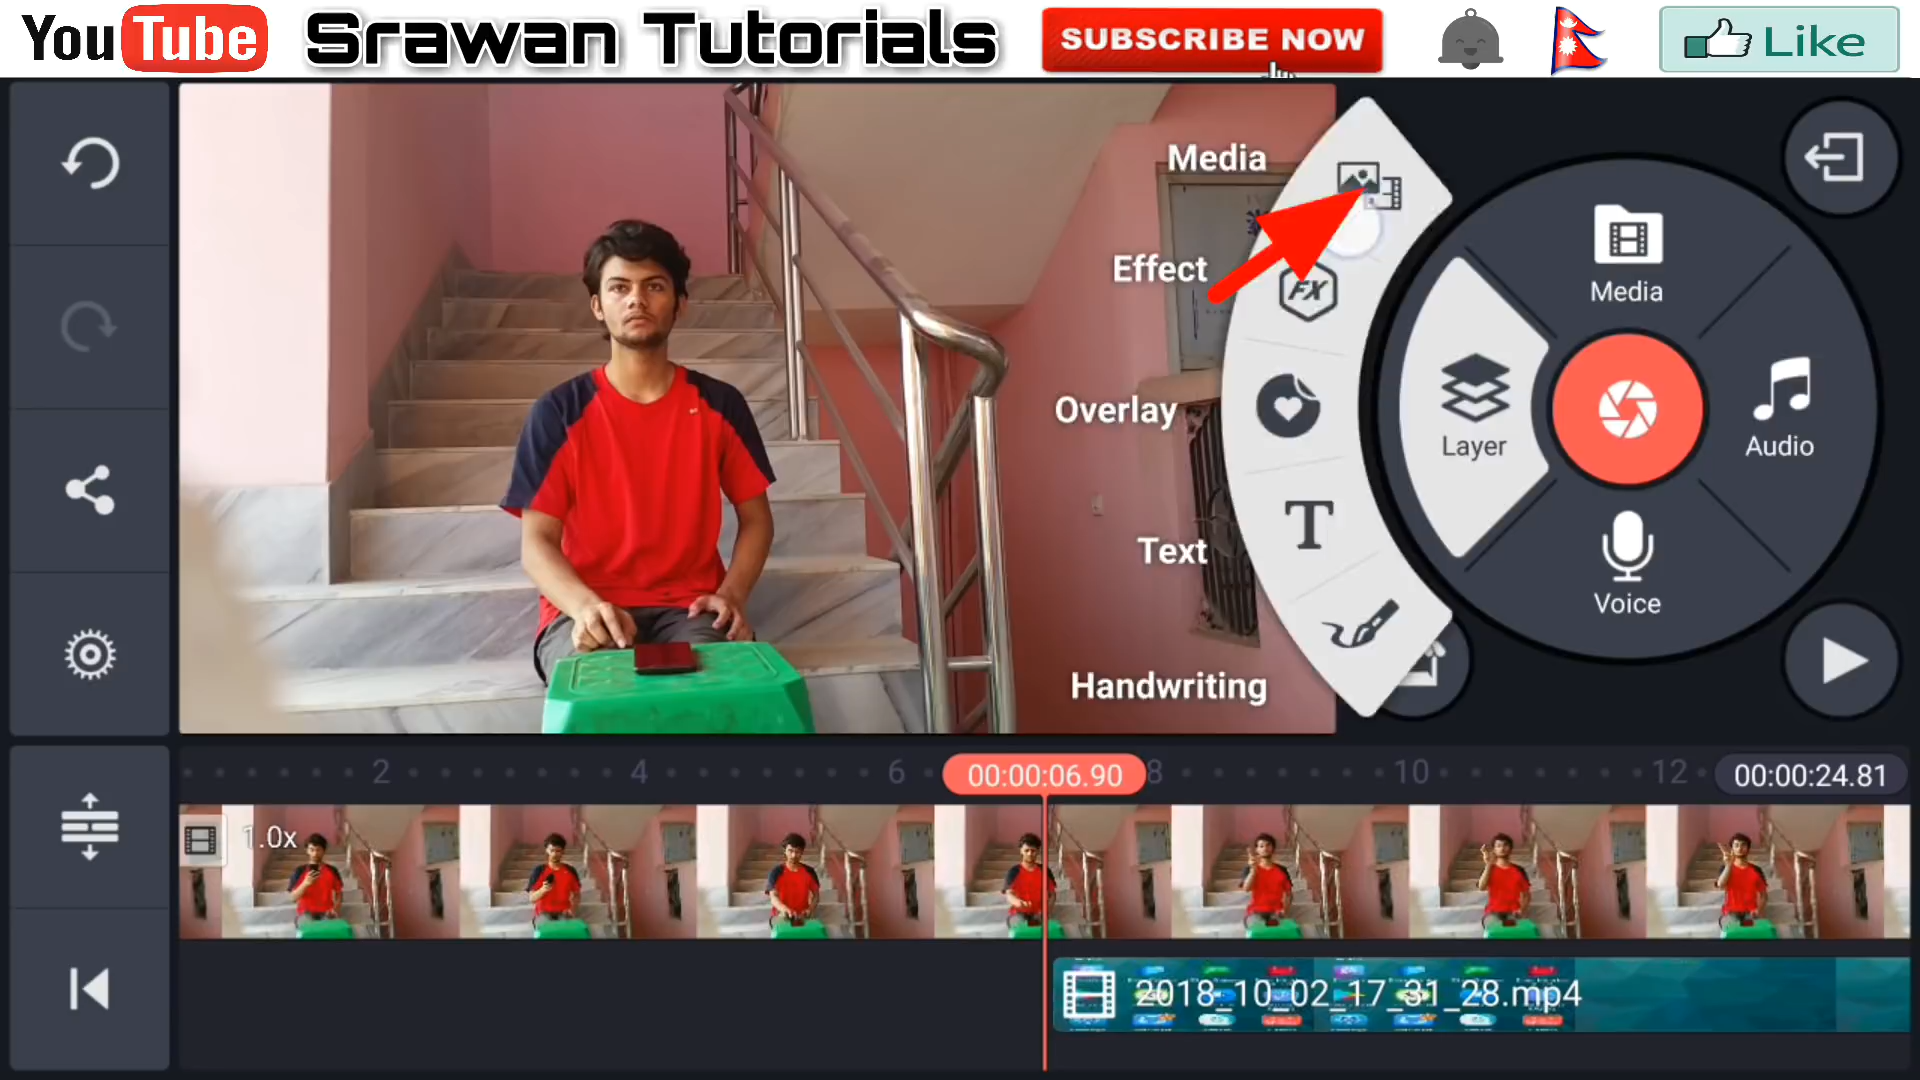 YouTube Srawan Tutorials SUBSCRIBE NOW Like
Media
Effect
FX
Overlay
T
Text
Handwriting
Media
Layer
Audio
Voice
2 4 6 00:00:06.90 8 10 12 00:00:24.81
1.0x
2018_10_02_17_31_28.mp4